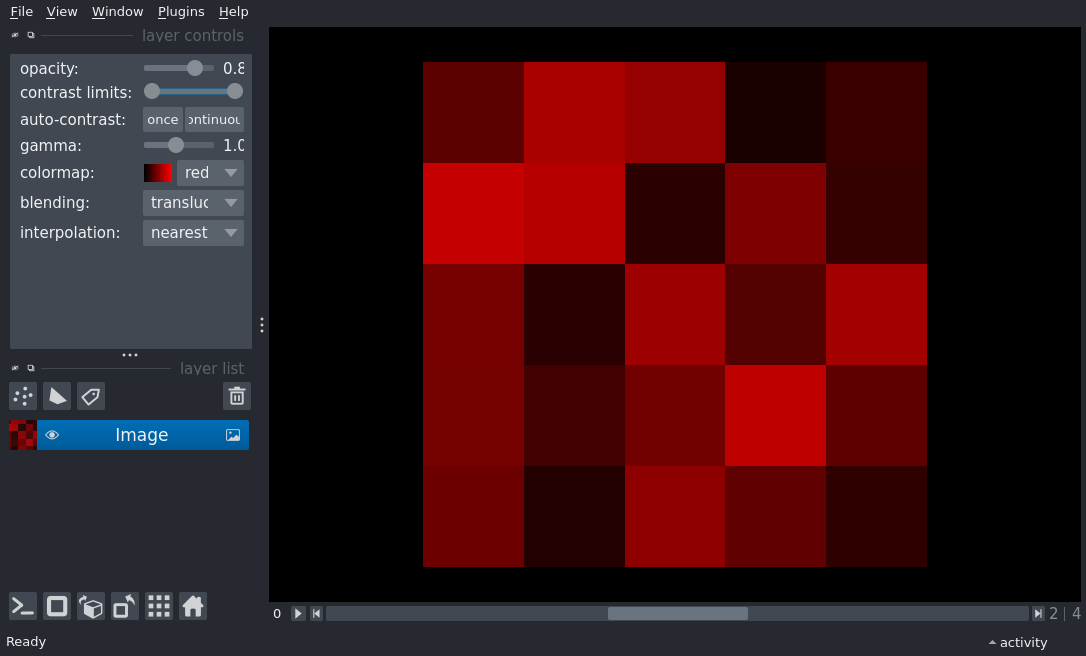 File View Window Plugins Help
layer controls
opacity: 0.8
contrast limits:
auto-contrast: once ontinuou
gamma: 1.0
colormap: red
blending: transluc
interpolation: nearest
layer list
Image
0 2 | 4
Ready activity